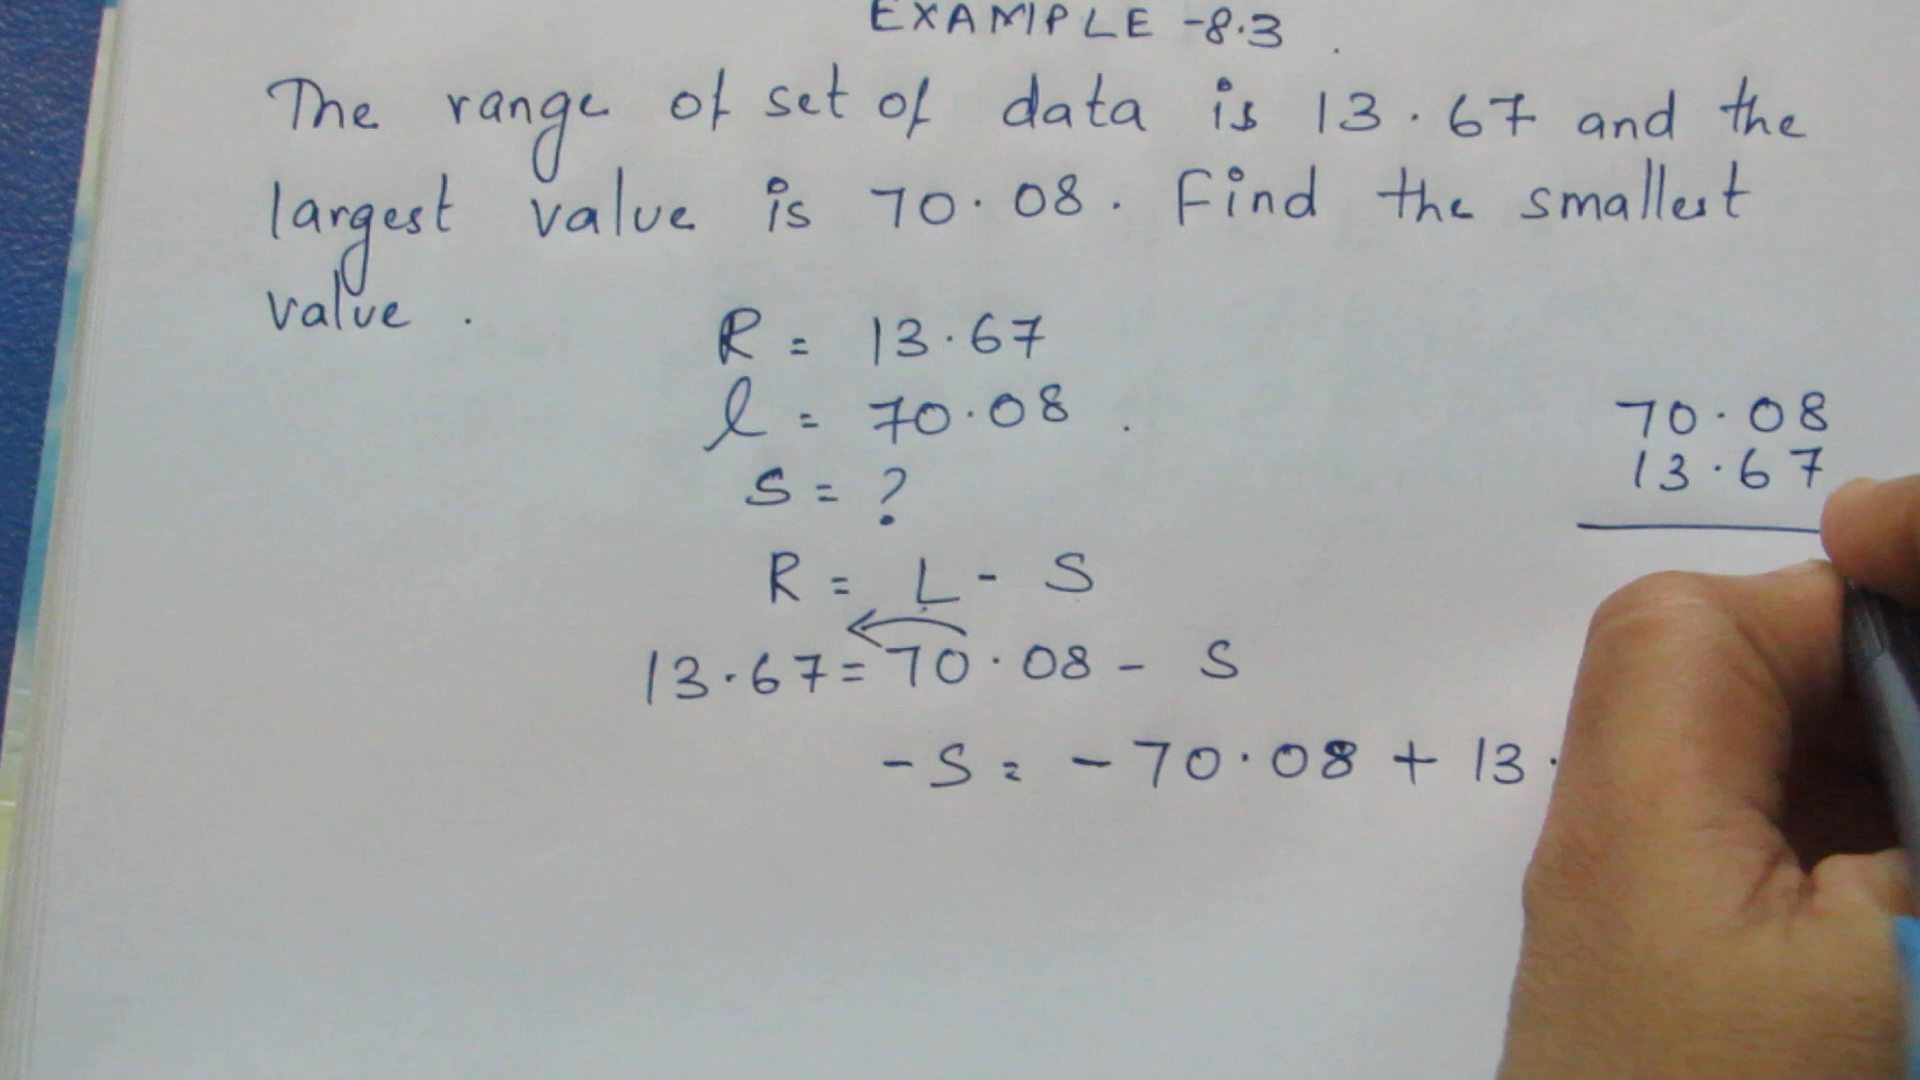 EXAMPLE -8.3 .
The range of set of data is 13.67 and the
largest value is 70.08. Find the smallest
value .
R = 13.67
l = 70.08 .
S = ?
R = L - S
13.67 = 70.08 - S
-S = -70.08 + 13.
70.08
13.67